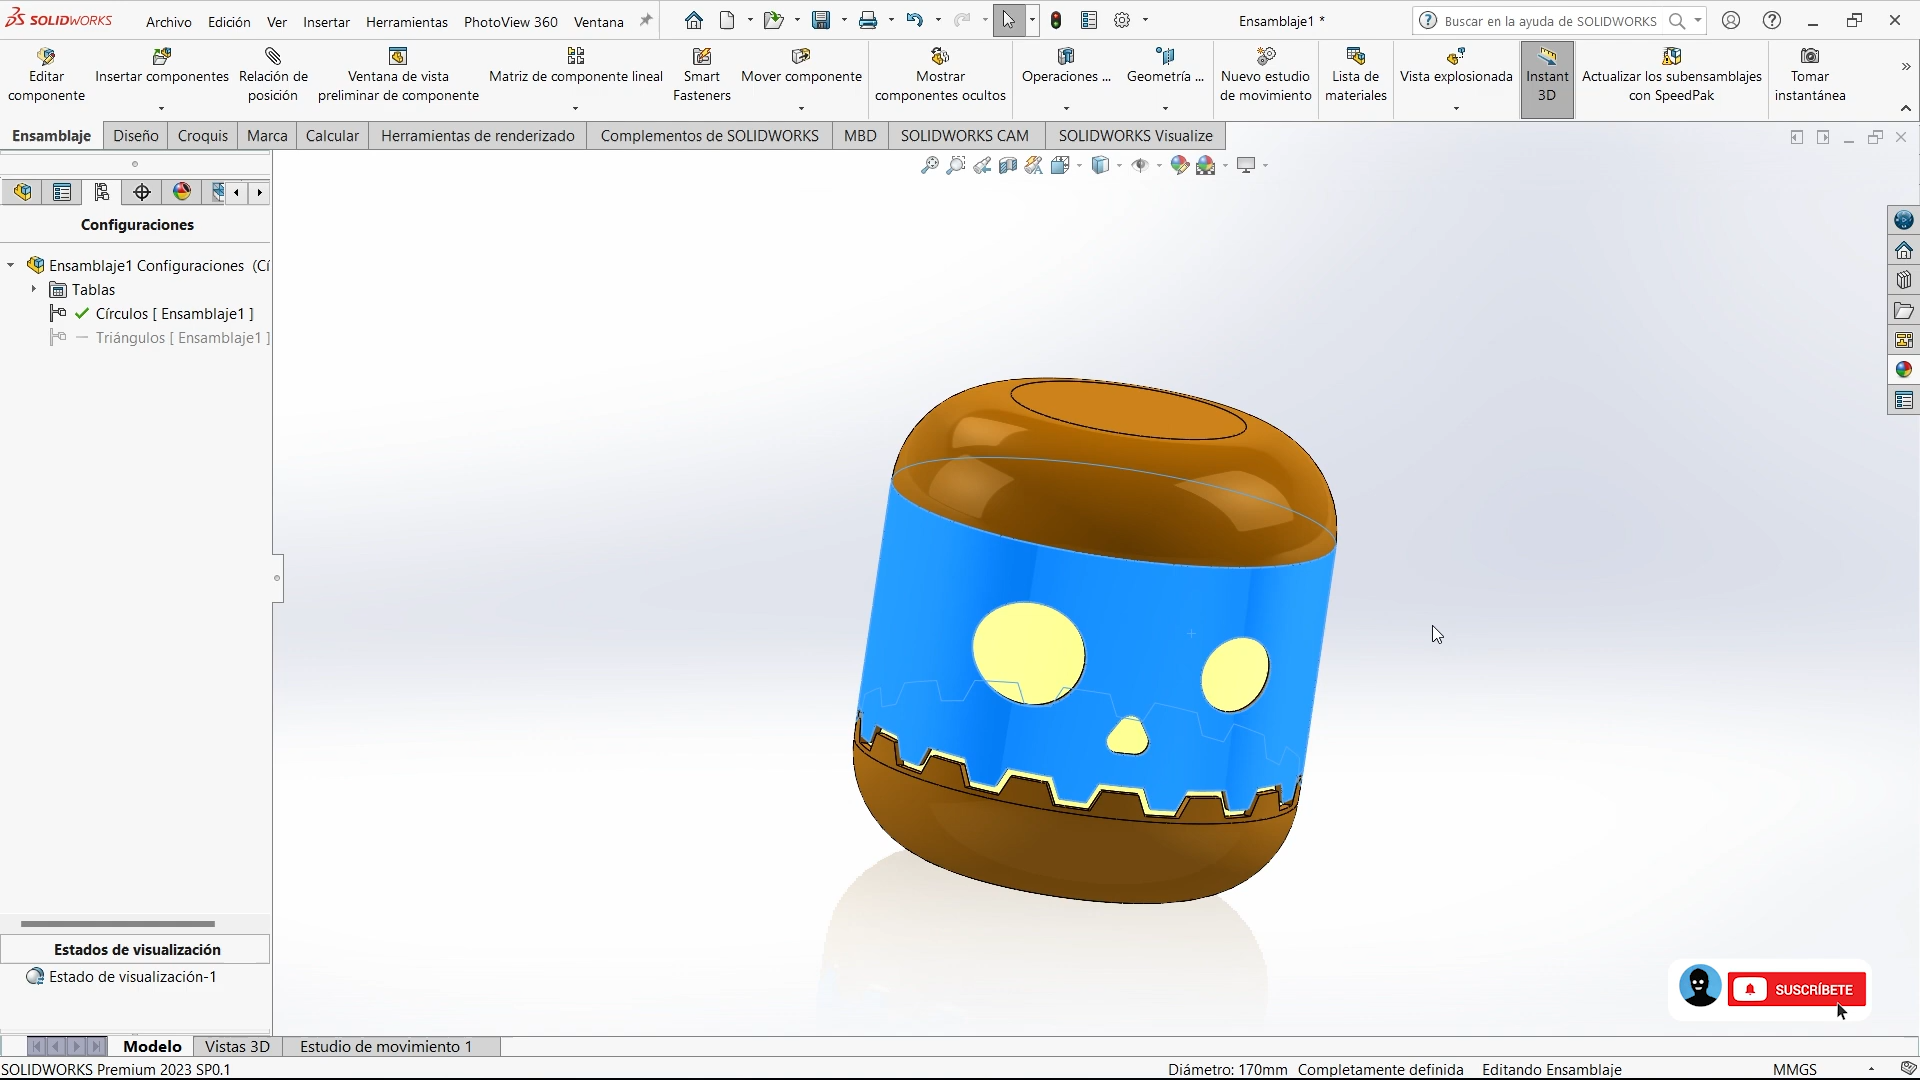 SOLIDWORKS
Archivo
Edición
Ver
Insertar
Herramientas
PhotoView 360
Ventana
Ensamblaje1 *
Buscar en la ayuda de SOLIDWORKS
Editar
componente
Insertar componentes
Relación de
posición
Ventana de vista
preliminar de componente
Matriz de componente lineal
Smart
Fasteners
Mover componente
Mostrar
componentes ocultos
Operaciones ...
Geometría ...
Nuevo estudio
de movimiento
Lista de
materiales
Vista explosionada
Instant
3D
Actualizar los subensamblajes
con SpeedPak
Tomar
instantánea
Ensamblaje
Diseño
Croquis
Marca
Calcular
Herramientas de renderizado
Complementos de SOLIDWORKS
MBD
SOLIDWORKS CAM
SOLIDWORKS Visualize
Configuraciones
Ensamblaje1 Configuraciones (Cí
Tablas
Círculos [ Ensamblaje1 ]
Triángulos [ Ensamblaje1 ]
Estados de visualización
Estado de visualización-1
SUSCRÍBETE
Modelo
Vistas 3D
Estudio de movimiento 1
SOLIDWORKS Premium 2023 SP0.1
Diámetro: 170mm
Completamente definida
Editando Ensamblaje
MMGS